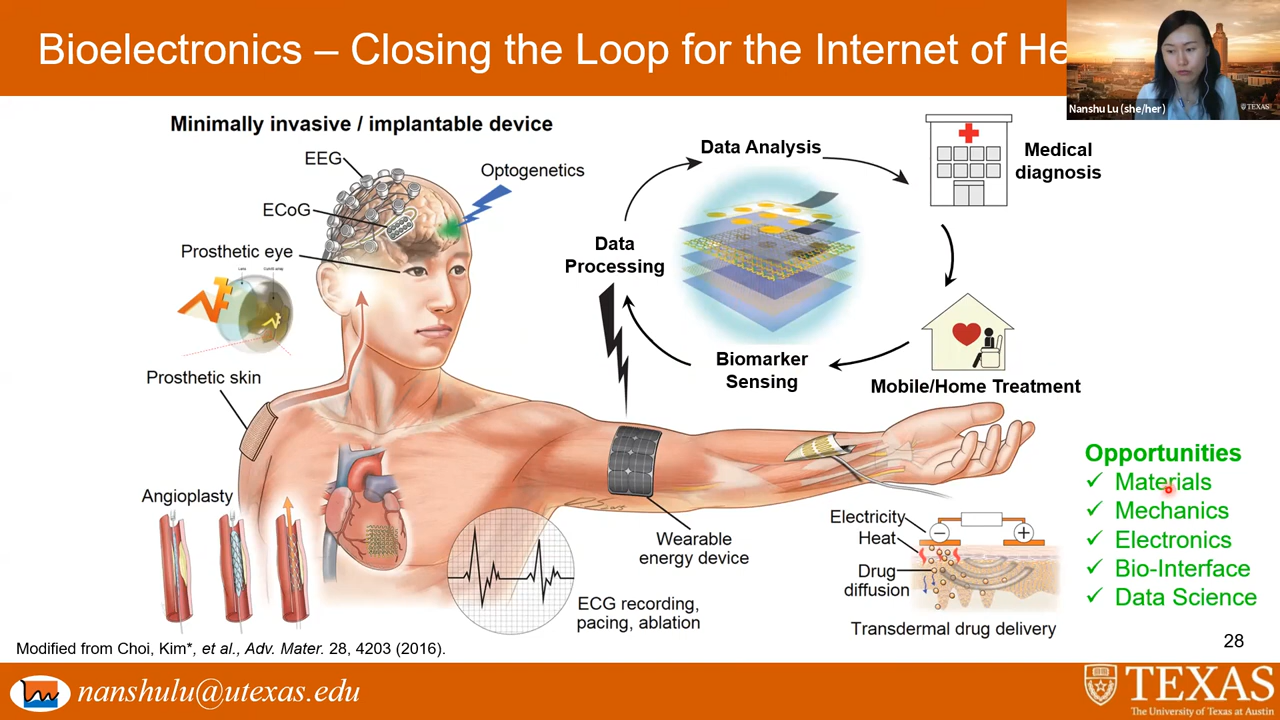 Bioelectronics – Closing the Loop for the Internet of He
Nanshu Lu (she/her)
TEXAS
Minimally invasive / implantable device
EEG
Optogenetics
ECoG
Prosthetic eye
Prosthetic skin
Angioplasty
Data Analysis
Medical
diagnosis
Data
Processing
Biomarker
Sensing
Mobile/Home Treatment
Wearable
energy device
ECG recording,
pacing, ablation
Electricity
Heat
Drug
diffusion
Transdermal drug delivery
Opportunities
✓ Materials
✓ Mechanics
✓ Electronics
✓ Bio-Interface
✓ Data Science
28
Modified from Choi, Kim*, et al., Adv. Mater. 28, 4203 (2016).
nanshulu@utexas.edu
TEXAS
The University of Texas at Austin